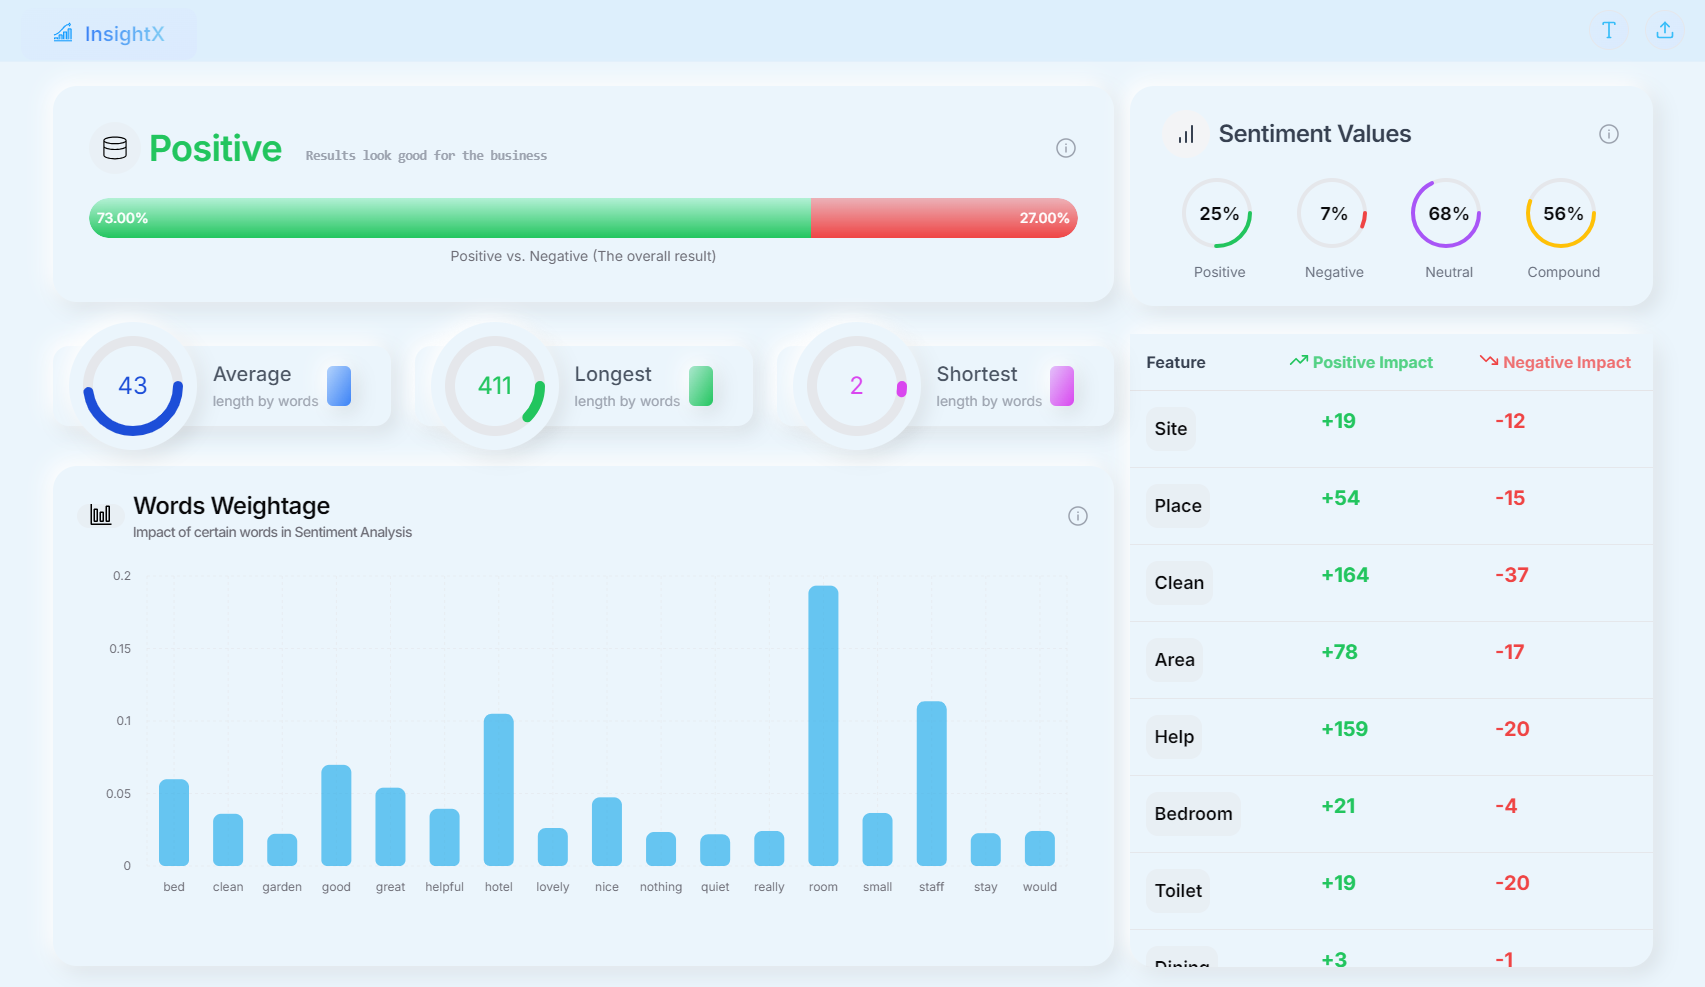 InsightX
T
Positive
Results look good for the business
73.00%
27.00%
Positive vs. Negative (The overall result)
Sentiment Values
25%
7%
68%
56%
Positive
Negative
Neutral
Compound
43
Average
length by words
411
Longest
length by words
2
Shortest
length by words
Words Weightage
Impact of certain words in Sentiment Analysis
0.2
0.15
0.1
0.05
0
bed clean garden good great helpful hotel lovely nice nothing quiet really room small staff stay would
Feature Positive Impact Negative Impact
Site +19 -12
Place +54 -15
Clean +164 -37
Area +78 -17
Help +159 -20
Bedroom +21 -4
Toilet +19 -20
Dining +3 -1